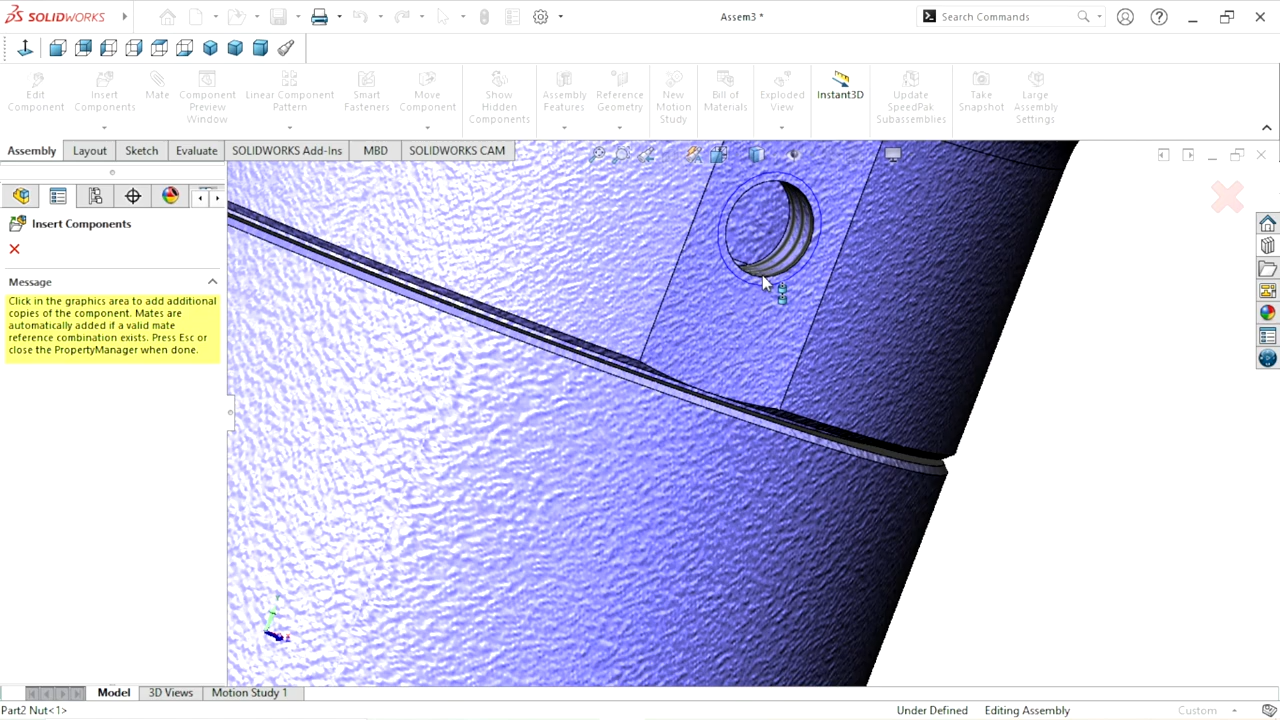 SOLIDWORKS
Assem3 *
Search Commands
Edit
Component
Insert
Components
Mate
Component
Preview
Window
Linear Component
Pattern
Smart
Fasteners
Move
Component
Show
Hidden
Components
Assembly
Features
Reference
Geometry
New
Motion
Study
Bill of
Materials
Exploded
View
Instant3D
Update
SpeedPak
Subassemblies
Take
Snapshot
Large
Assembly
Settings
Assembly
Layout
Sketch
Evaluate
SOLIDWORKS Add-Ins
MBD
SOLIDWORKS CAM
Insert Components
Message
Click in the graphics area to add additional
copies of the component. Mates are
automatically added if a valid mate
reference combination exists. Press Esc or
close the PropertyManager when done.
Model
3D Views
Motion Study 1
Part2 Nut<1>
Under Defined
Editing Assembly
Custom